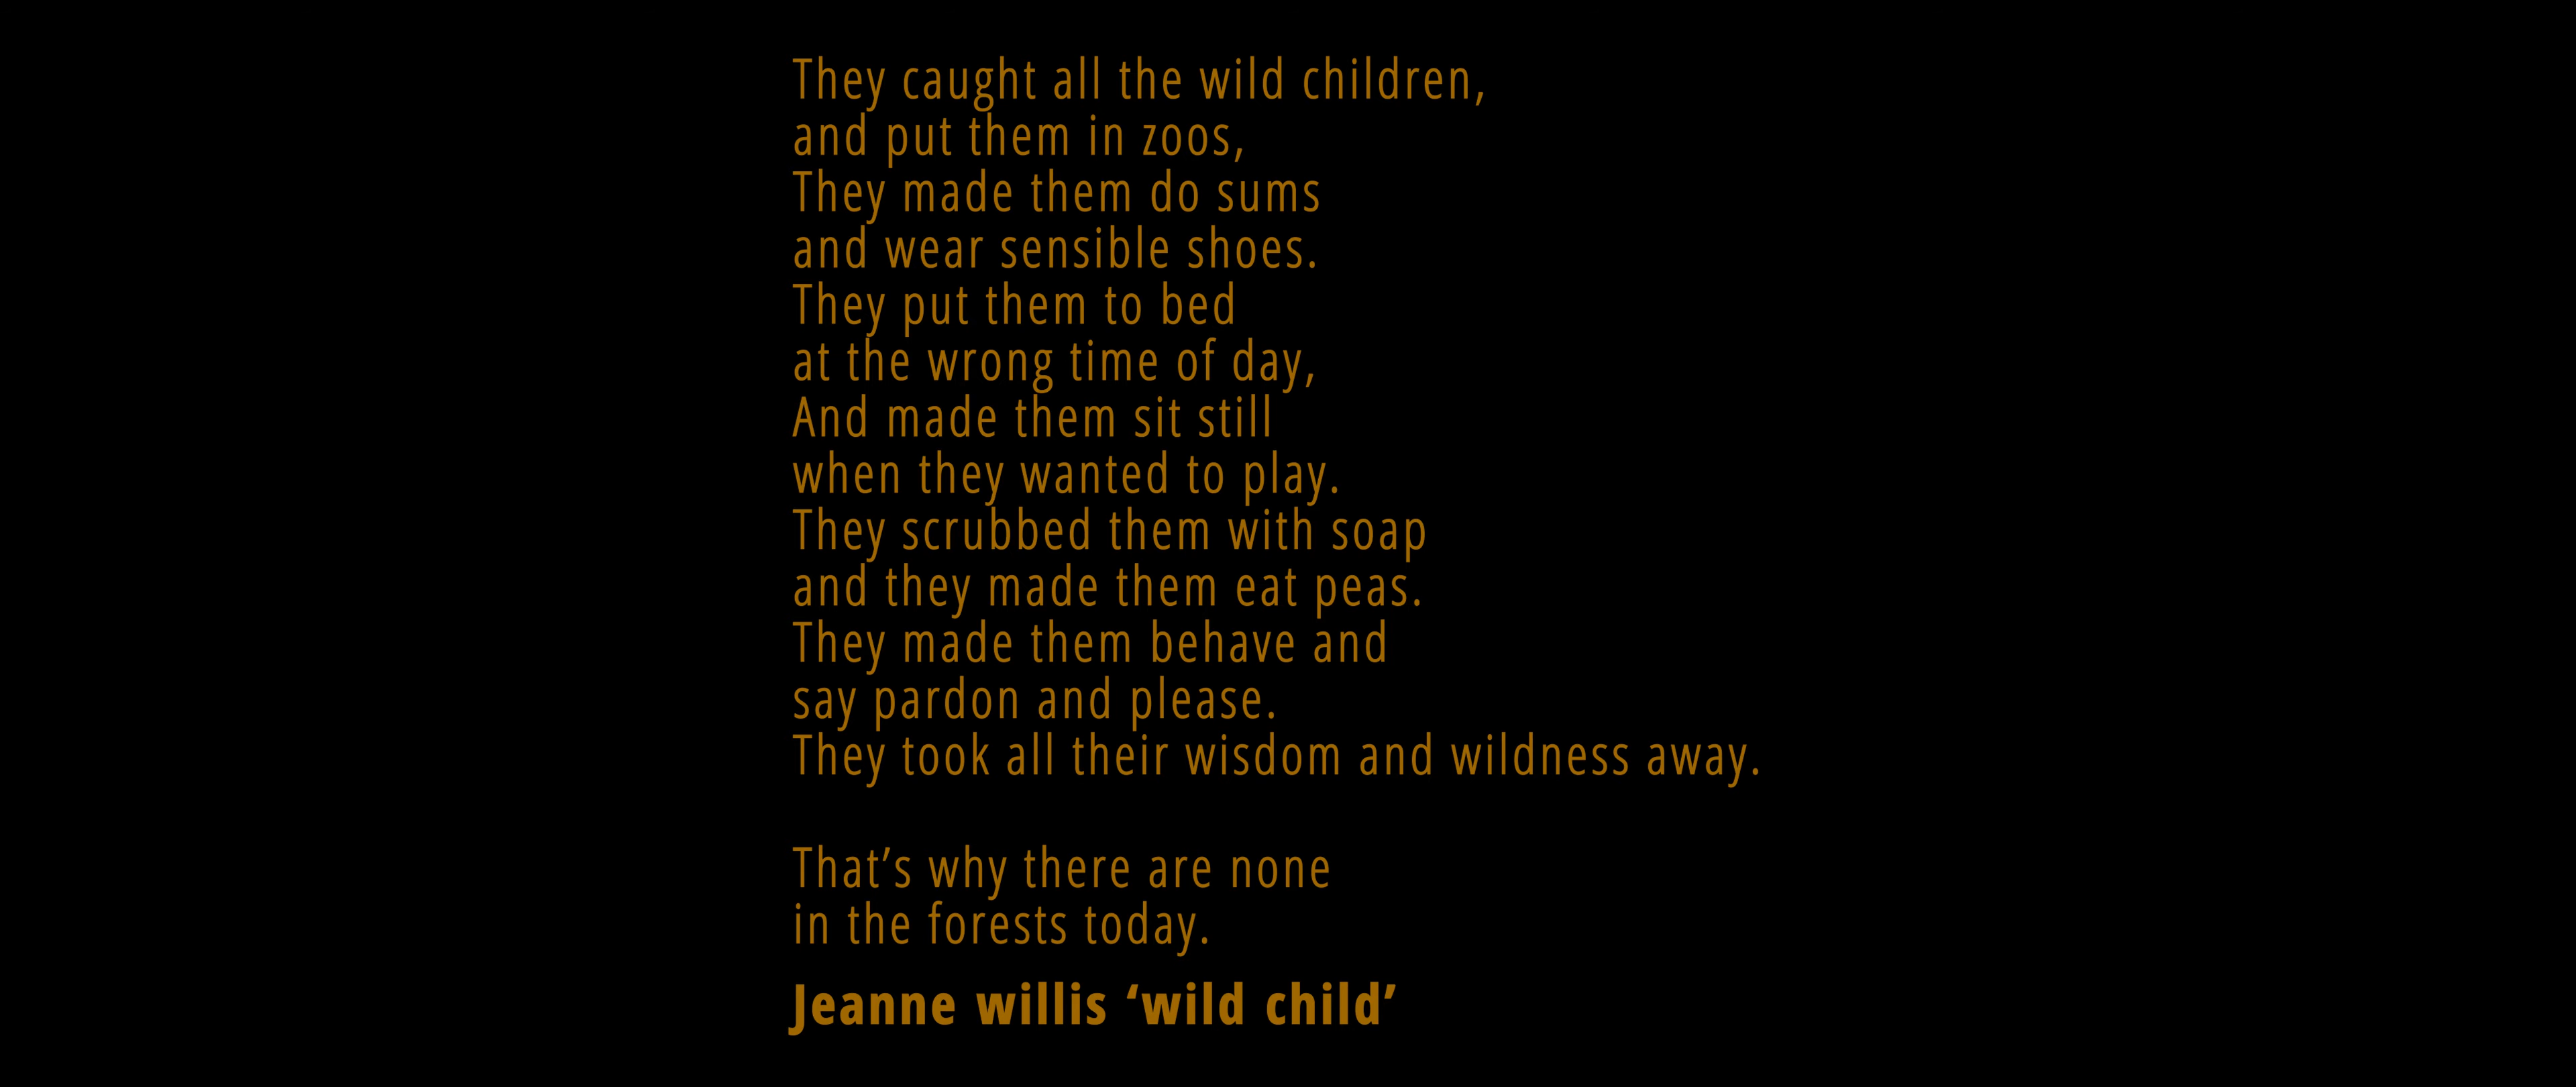 They caught all the wild children,
and put them in zoos,
They made them do sums
and wear sensible shoes.
They put them to bed
at the wrong time of day,
And made them sit still
when they wanted to play.
They scrubbed them with soap
and they made them eat peas.
They made them behave and
say pardon and please.
They took all their wisdom and wildness away.
That’s why there are none
in the forests today.
Jeanne willis ‘wild child’